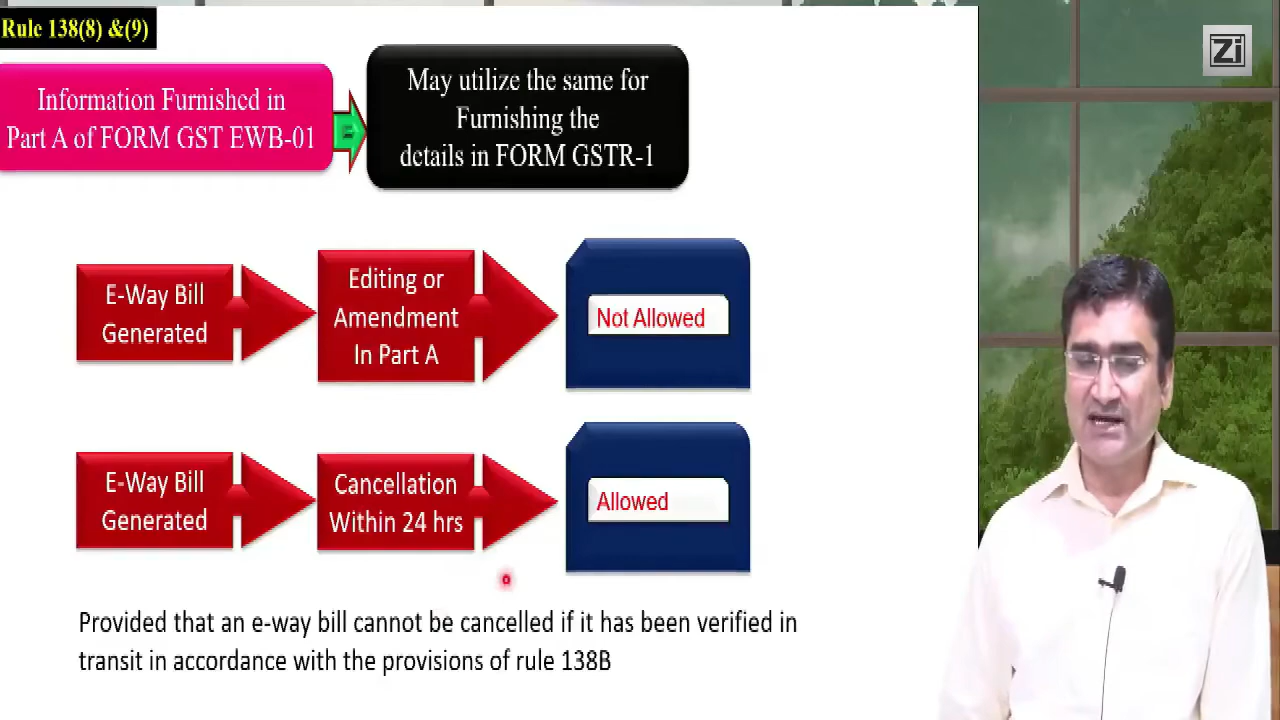 Rule 138(8) &(9)
Zi
Information Furnished in
Part A of FORM GST EWB-01
May utilize the same for
Furnishing the
details in FORM GSTR-1
E-Way Bill
Generated
Editing or
Amendment
In Part A
Not Allowed
E-Way Bill
Generated
Cancellation
Within 24 hrs
Allowed
Provided that an e-way bill cannot be cancelled if it has been verified in
transit in accordance with the provisions of rule 138B